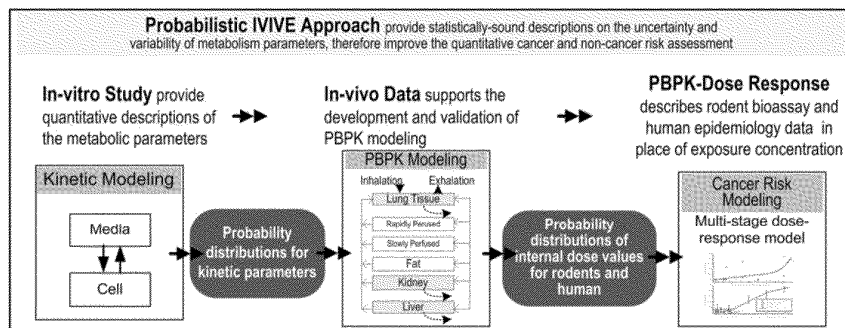 Probabilistic IVIVE Approach provide statistically-sound descriptions on the uncertainty and
variability of metabolism parameters, therefore improve the quantitative cancer and non-cancer risk assessment
In-vitro Study provide
quantitative descriptions
of the metabolic parameters
In-vivo Data supports the
development and validation of
PBPK modeling
PBPK-Dose Response
describes rodent bioassay and
human epidemiology data in
place of exposure concentration
Kinetic Modeling
Media
Cell
Probability
distributions for
kinetic parameters
PBPK Modeling
Inhalation Exhalation
Lung Tissue
Rapidly Perused
Slowly Perfused
Fat
Kidney
Liver
Probability
distributions of
internal dose values
for rodents and
human
Cancer Risk
Modeling
Multi-stage dose-
response model